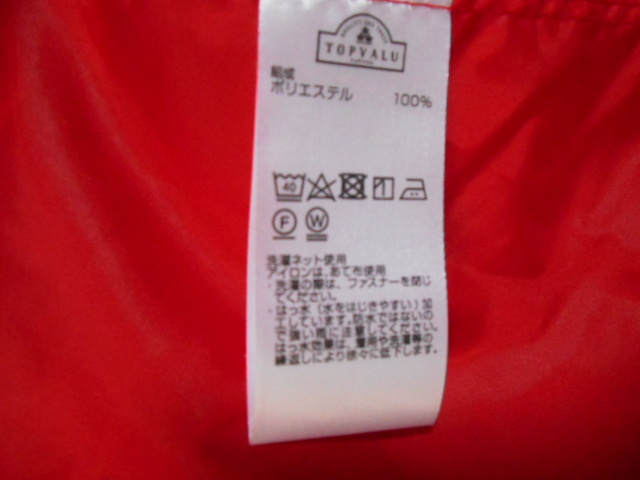 TOPVALU
組成
ポリエステル 100%
40
F W
洗濯ネット使用
アイロンは、あて布使用
・洗濯の際は、ファスナーを閉じ
てください。
・はっ水（水をはじきやすい）加
工しています。防水ではないの
で強い雨に注意してください。
はっ水効果は、着用や洗濯等の
繰返しにより徐々に低下します。